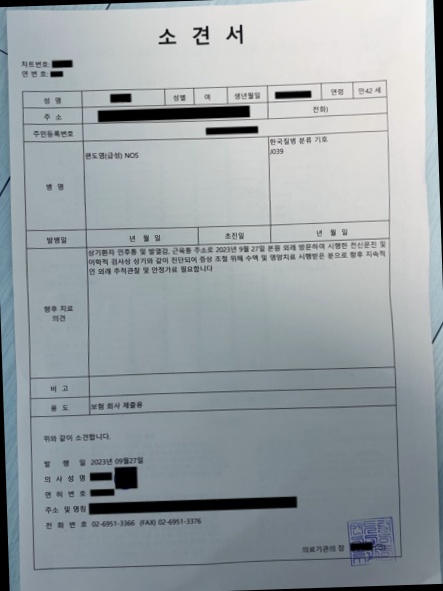 소 견 서
차트번호:
연 번 호:
성 명 성별 여 생년월일 연령 만42 세
주 소 전화)
주민등록번호
병 명 편도염(급성) NOS 한국질병 분류 기호
J039
발병일 년 월 일 초진일 년 월 일
향후 치료
의견
상기환자 인후통 및 발열감, 근육통 주소로 2023년 9월 27일 본원 외래 방문하여 시행한 전신문진 및
이학적 검사상 상기와 같이 진단되어 증상 조절 위해 수액 및 영양치료 시행받은 분으로 향후 지속적
인 외래 추적관찰 및 안정가료 필요합니다
비 고
용 도 보험 회사 제출용
위와 같이 소견합니다.
발 행 일 2023년 09월27일
의 사 성 명
면 허 번 호
주소 및 명칭
전 화 번 호 02-6951-3366 (FAX) 02-6951-3376
의료기관의 장